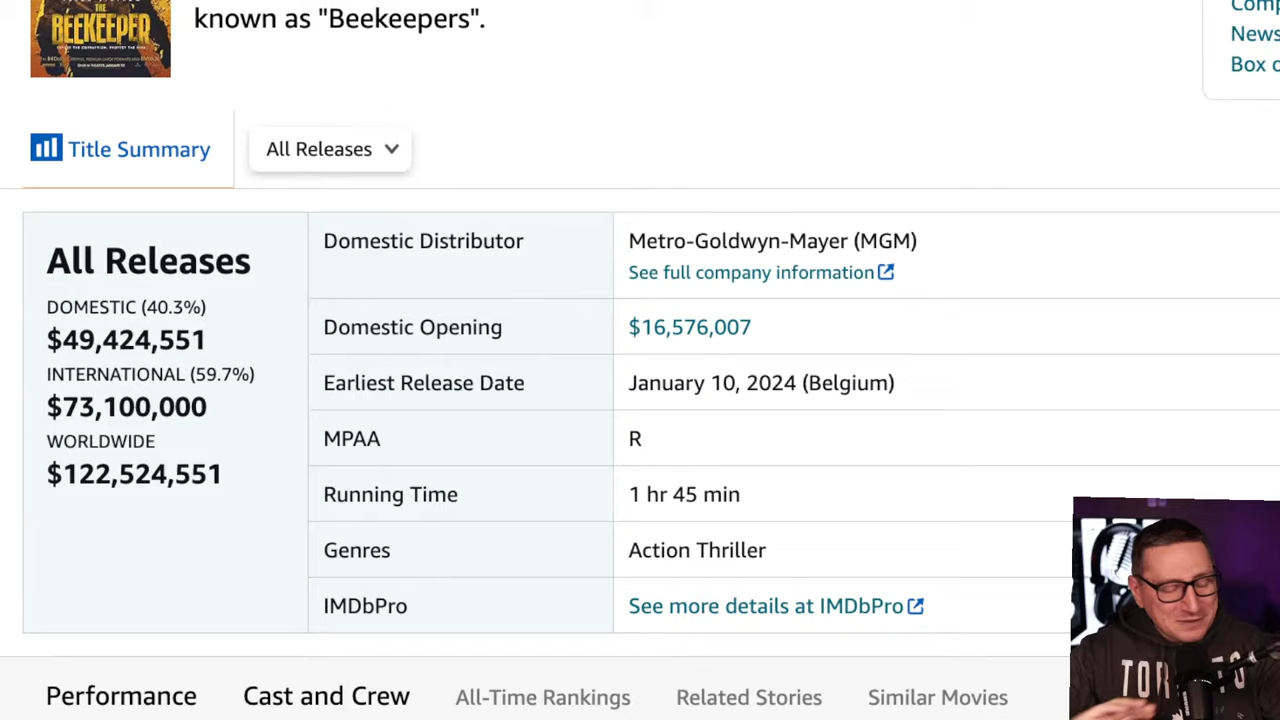 THE
BEEKEEPER
known as "Beekeepers".
News
Box o
Title Summary
All Releases
All Releases
DOMESTIC (40.3%)
$49,424,551
INTERNATIONAL (59.7%)
$73,100,000
WORLDWIDE
$122,524,551
Domestic Distributor
Metro-Goldwyn-Mayer (MGM)
See full company information
Domestic Opening
$16,576,007
Earliest Release Date
January 10, 2024 (Belgium)
MPAA
R
Running Time
1 hr 45 min
Genres
Action Thriller
IMDbPro
See more details at IMDbPro
Performance
Cast and Crew
All-Time Rankings
Related Stories
Similar Movies